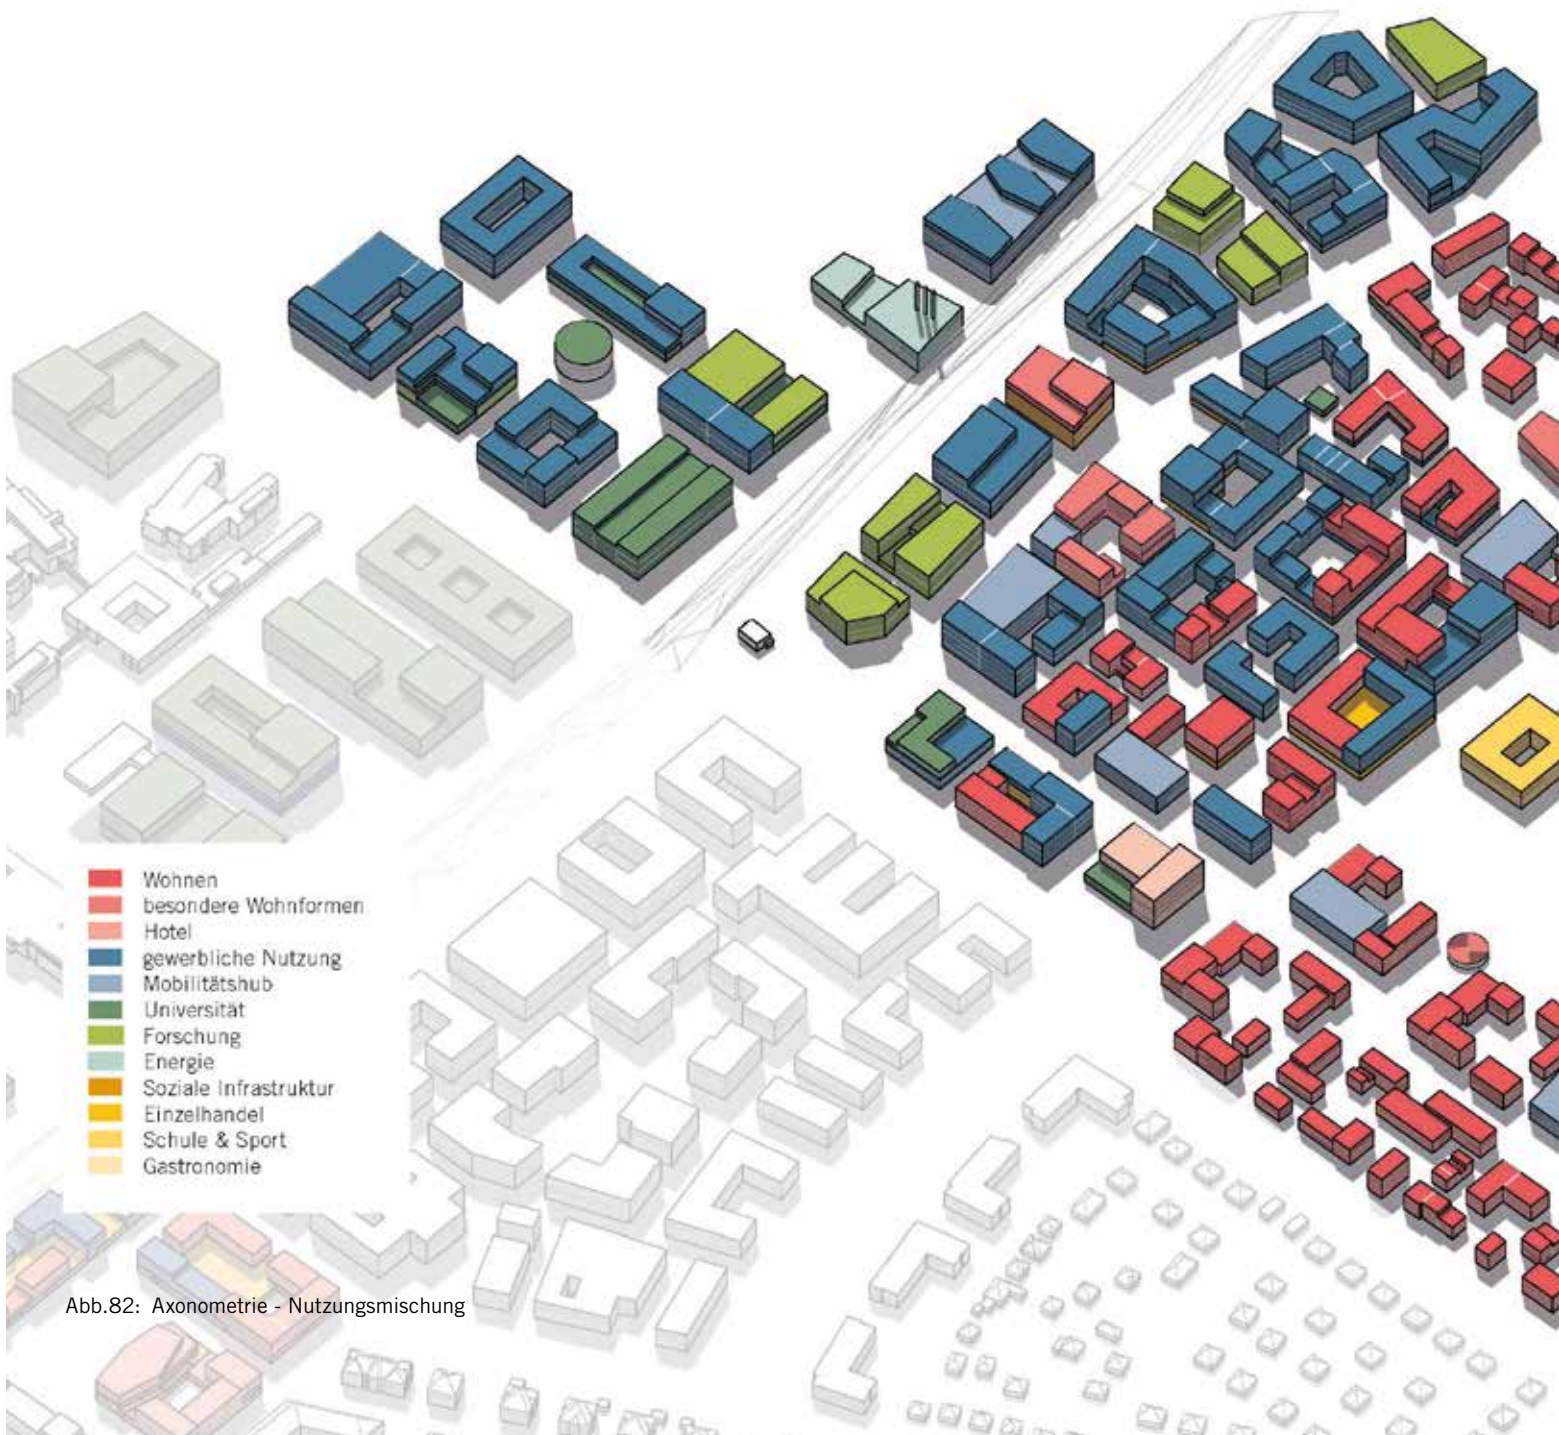 Wohnen
besondere Wohnformen
Hotel
gewerbliche Nutzung
Mobilitätshub
Universität
Forschung
Energie
Soziale Infrastruktur
Einzelhandel
Schule & Sport
Gastronomie
Abb.82: Axonometrie - Nutzungsmischung